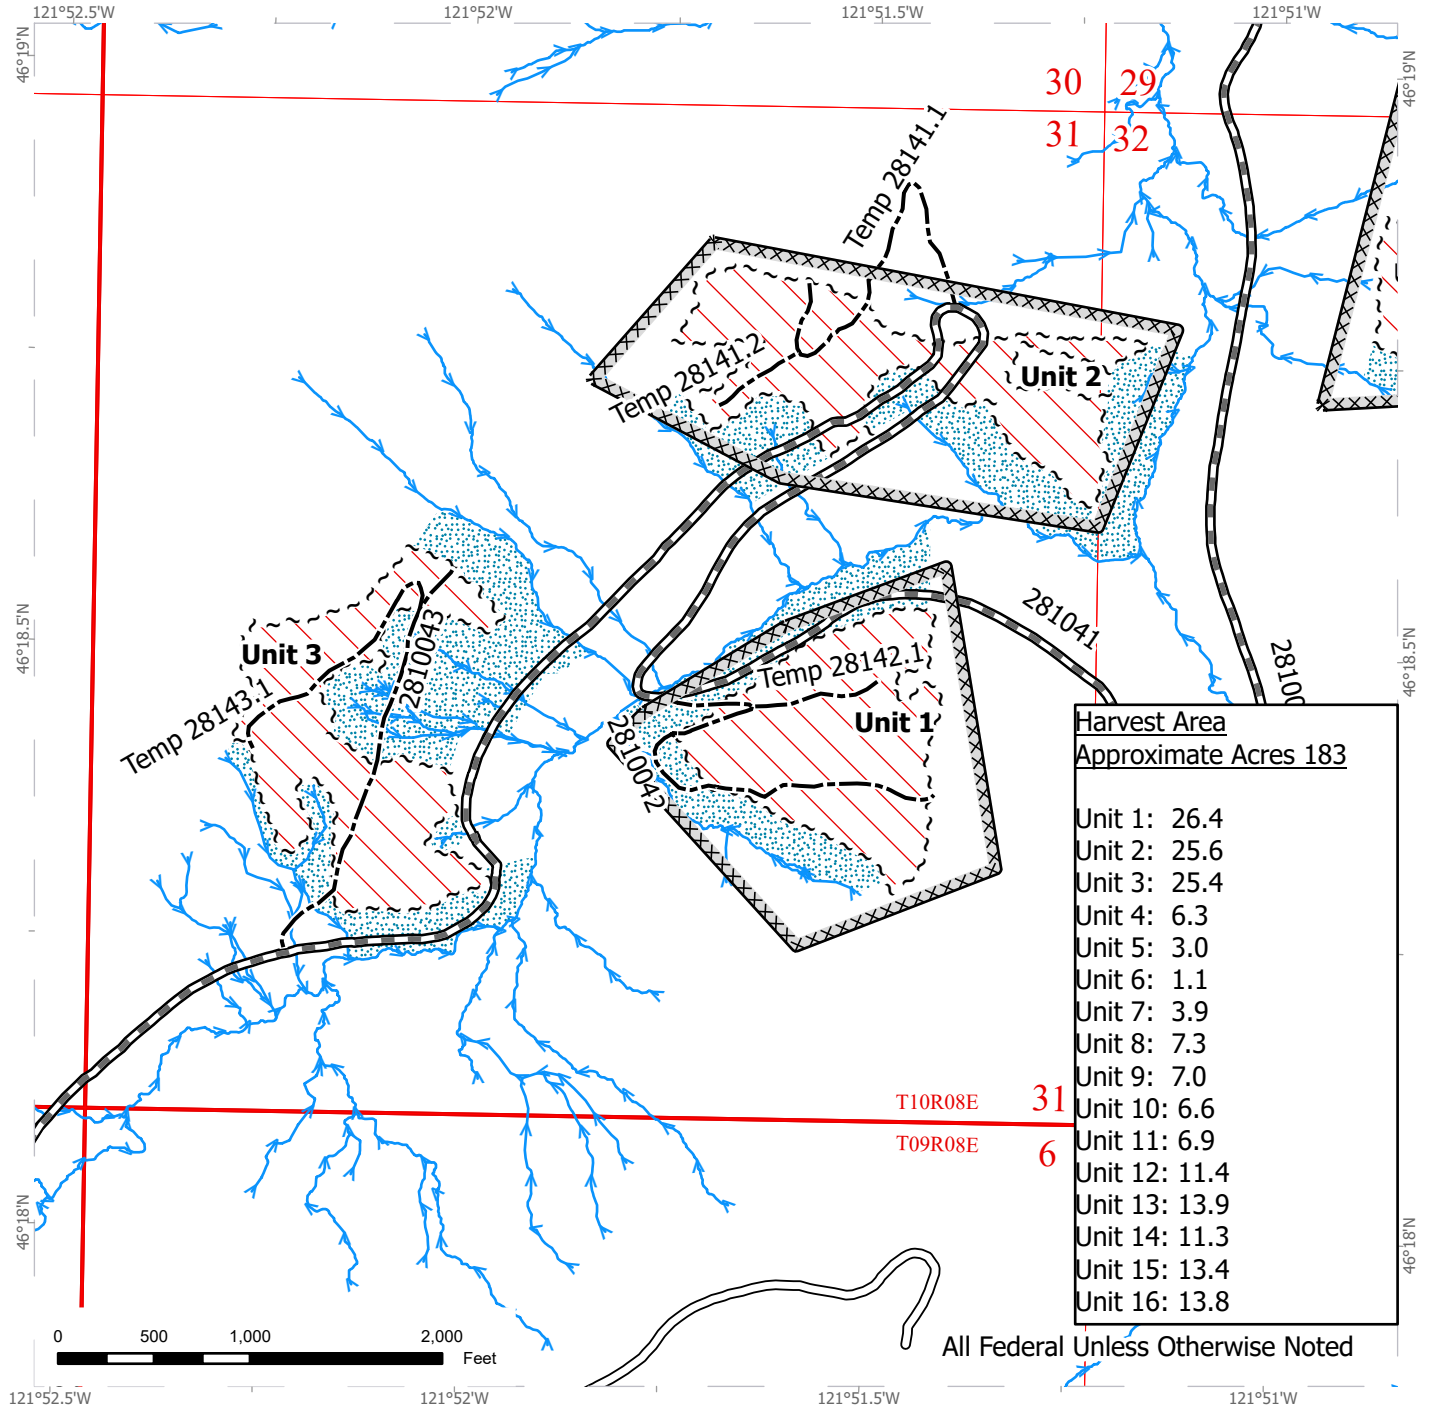 121°52.5'W
121°52'W
121°51.5'W
121°51'W
46°19'N
46°19'N
30
29
31
32
Temp 28141.1
Temp 28141.2
Unit 2
2810043
Unit 3
Temp 28143.1
281041
Temp 28142.1
Unit 1
2810042
28100
46°18.5'N
46°18.5'N
Harvest Area
Approximate Acres 183
Unit 1: 26.4
Unit 2: 25.6
Unit 3: 25.4
Unit 4: 6.3
Unit 5: 3.0
Unit 6: 1.1
Unit 7: 3.9
Unit 8: 7.3
Unit 9: 7.0
Unit 10: 6.6
Unit 11: 6.9
Unit 12: 11.4
Unit 13: 13.9
Unit 14: 11.3
Unit 15: 13.4
Unit 16: 13.8
T10R08E
31
T09R08E
6
46°18'N
46°18'N
0 500 1,000 2,000
Feet
All Federal Unless Otherwise Noted
121°52.5'W
121°52'W
121°51.5'W
121°51'W